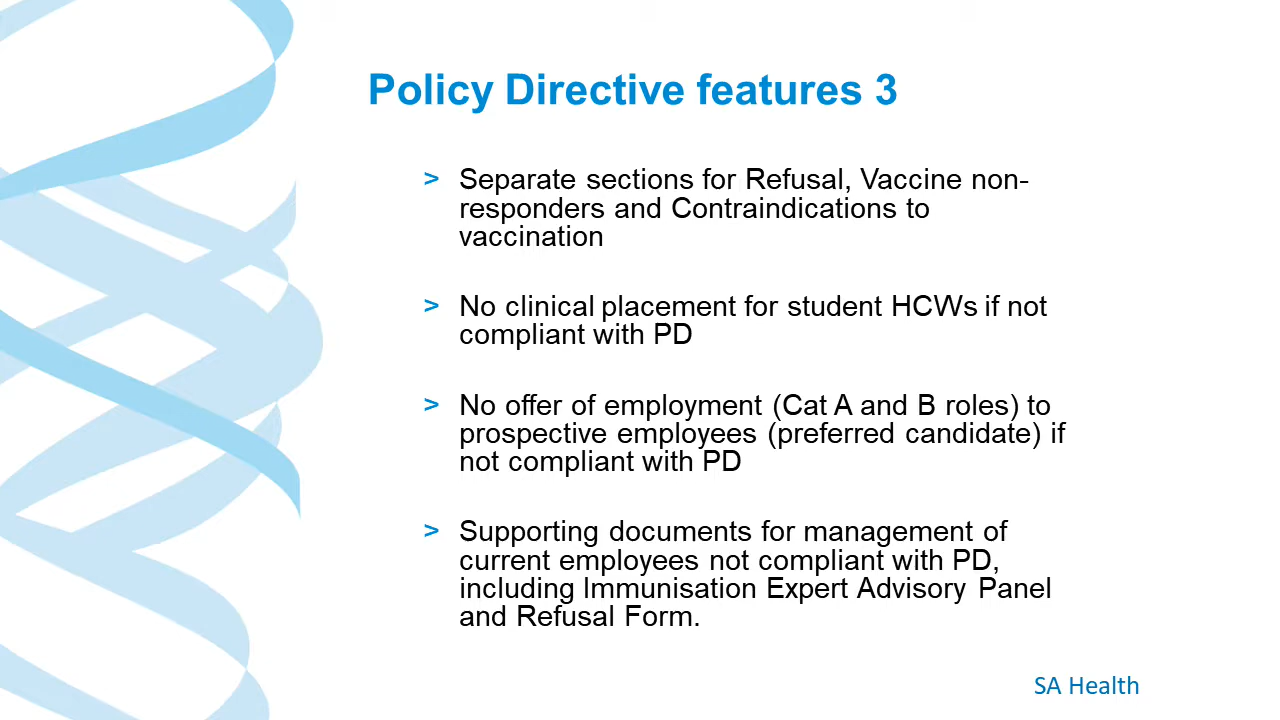 Policy Directive features 3
> Separate sections for Refusal, Vaccine non-
responders and Contraindications to
vaccination
> No clinical placement for student HCWs if not
compliant with PD
> No offer of employment (Cat A and B roles) to
prospective employees (preferred candidate) if
not compliant with PD
> Supporting documents for management of
current employees not compliant with PD,
including Immunisation Expert Advisory Panel
and Refusal Form.
SA Health